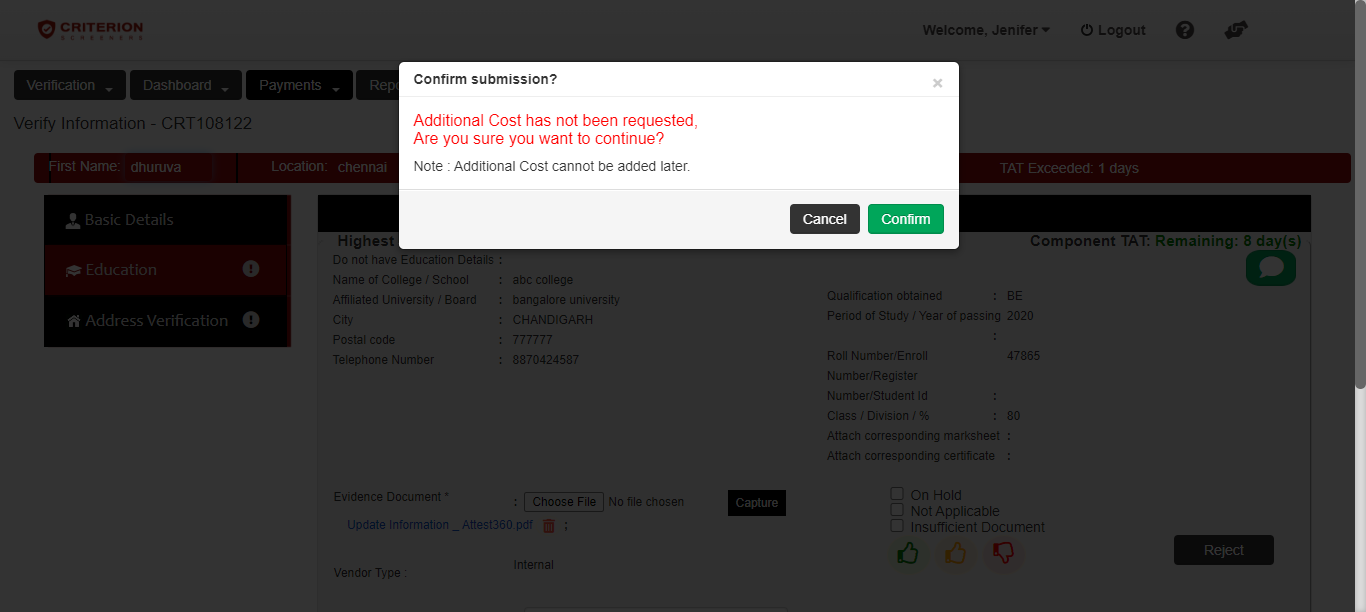 CRITERION
SCREENERS
Welcome, Jenifer
Logout
Verification
Dashboard
Payments
Repo
Verify Information - CRT108122
Confirm submission?
×
Additional Cost has not been requested,
Are you sure you want to continue?
Note : Additional Cost cannot be added later.
Cancel
Confirm
First Name: dhuruva
Location: chennai
TAT Exceeded: 1 days
Basic Details
Education
Address Verification
Highest
Component TAT: Remaining: 8 day(s)
Do not have Education Details :
Name of College / School : abc college
Affiliated University / Board : bangalore university
City : CHANDIGARH
Postal code : 777777
Telephone Number : 8870424587
Qualification obtained : BE
Period of Study / Year of passing 2020
:
Roll Number/Enroll 47865
Number/Register
Number/Student Id :
Class / Division / % : 80
Attach corresponding marksheet :
Attach corresponding certificate :
Evidence Document * : Choose File No file chosen
Capture
Update Information _ Attest360.pdf ;
On Hold
Not Applicable
Insufficient Document
Reject
Vendor Type : Internal